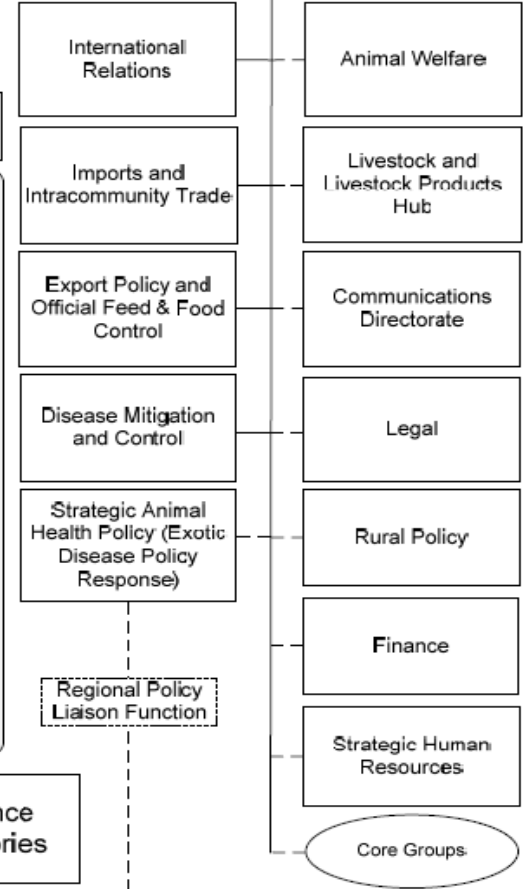 International
Relations
Animal Welfare
Imports and
Intracommunity Trade
Livestock and
Livestock Products
Hub
Export Policy and
Official Feed & Food
Control
Communications
Directorate
Disease Mitigation
and Control
Legal
Strategic Animal
Health Policy (Exotic
Disease Policy
Response)
Rural Policy
Finance
Regional Policy
Liaison Function
Strategic Human
Resources
nce
ries
Core Groups